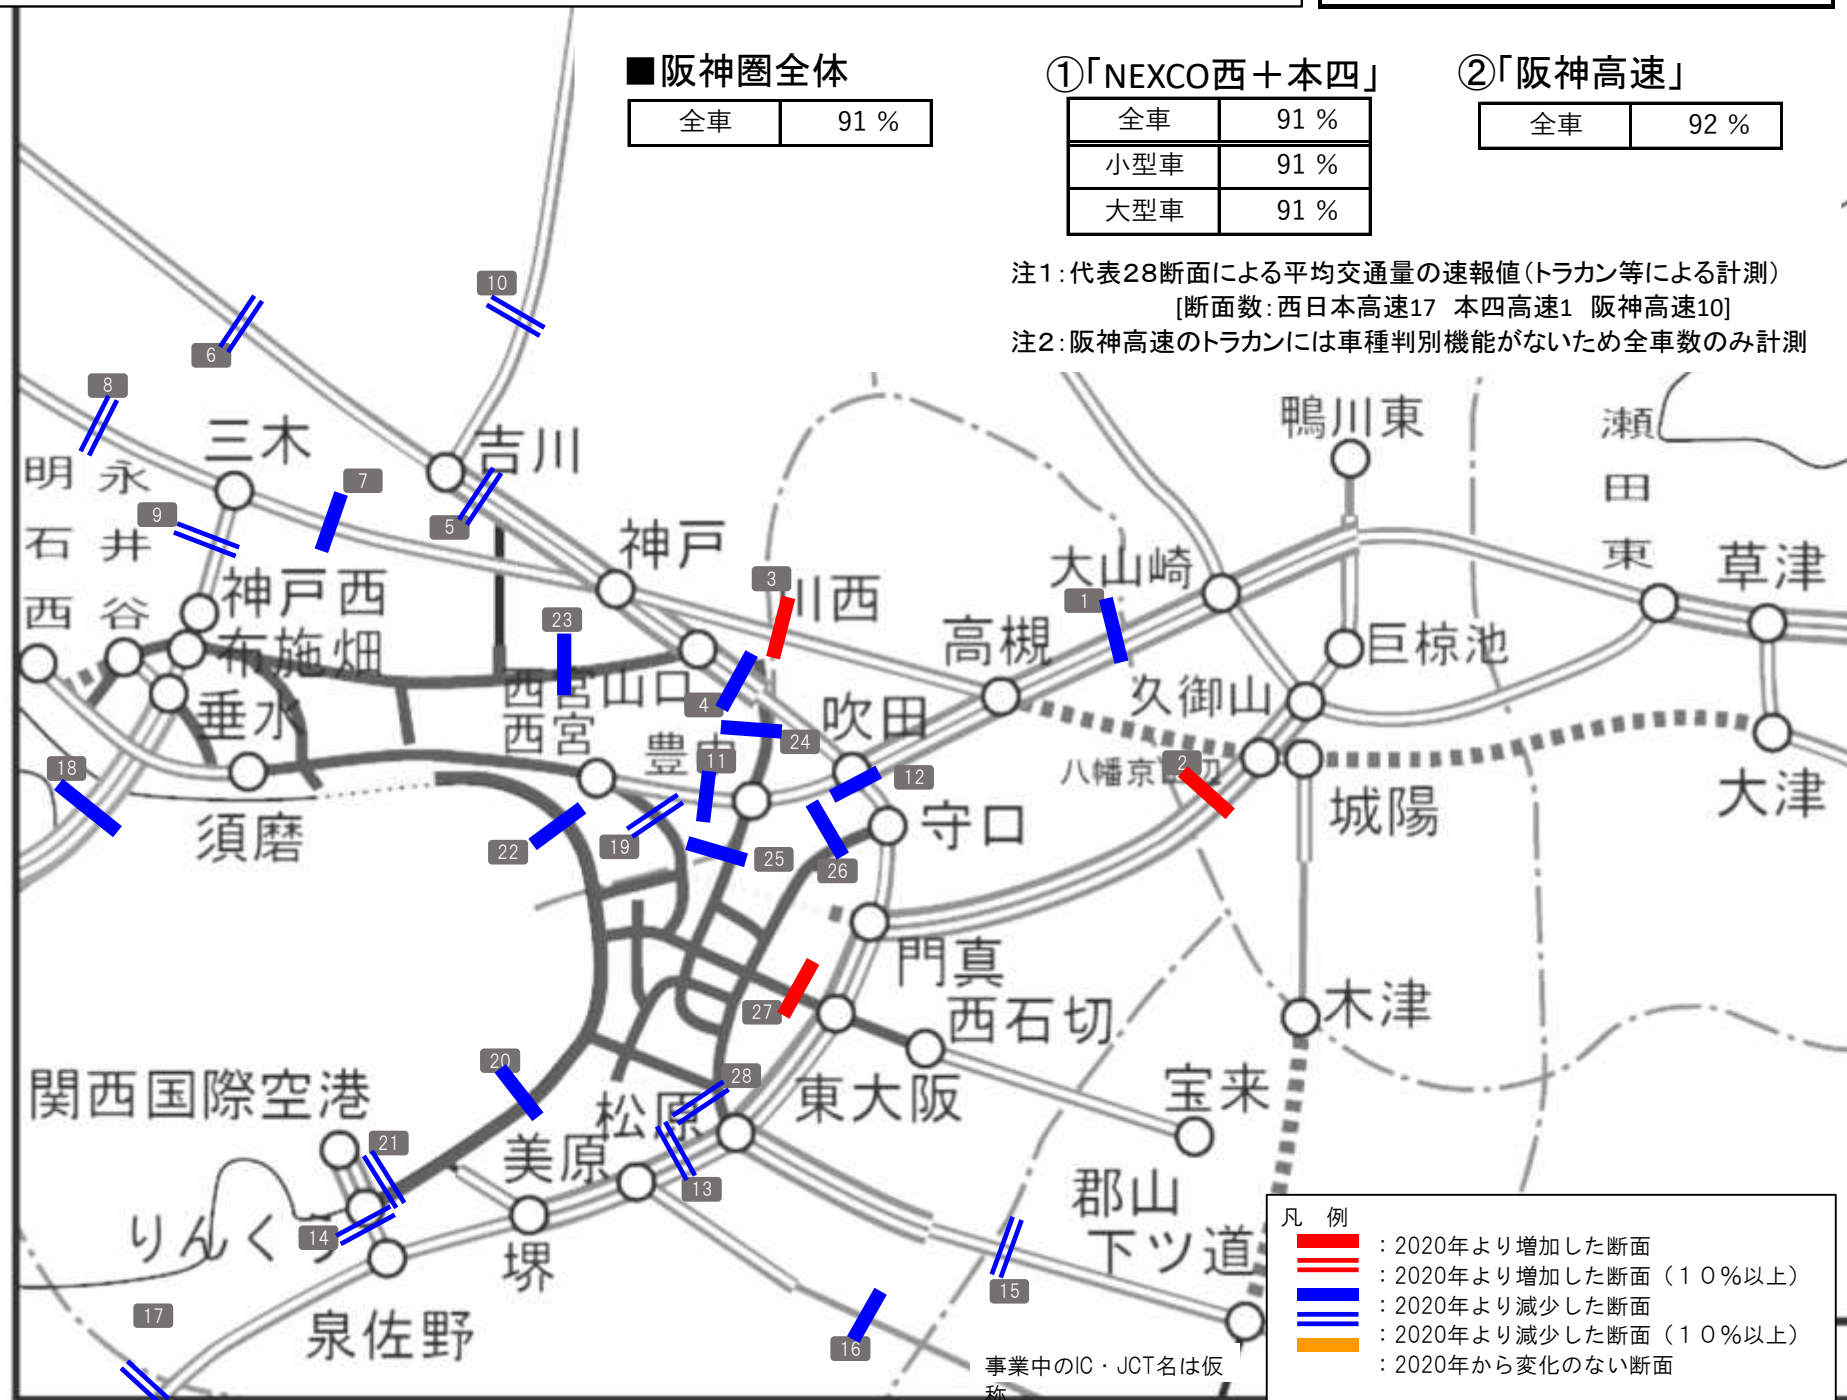 ■阪神圏全体
全車 91 %
①「NEXCO西＋本四」
全車 91 %
小型車 91 %
大型車 91 %
②「阪神高速」
全車 92 %
注１：代表２８断面による平均交通量の速報値（トラカン等による計測）
[断面数：西日本高速17　本四高速1　阪神高速10]
注２：阪神高速のトラカンには車種判別機能がないため全車数のみ計測
10
6
8
三木
吉川
鴨川東
瀬田東
明石西
永井谷
7
9
5
神戸
3
川西
大山崎
1
草津
神戸西
布施畑
23
高槻
巨椋池
西宮山口
4
久御山
垂水
西宮
豊中
24
吹田
11
12
八幡京田辺
2
18
城陽
大津
須磨
22
19
25
26
守口
門真
27
西石切
木津
20
28
東大阪
宝来
関西国際空港
松原
21
美原
13
郡山下ツ道
14
りんくう
堺
15
17
泉佐野
16
事業中のIC・JCT名は仮称
凡　例
：2020年より増加した断面
：2020年より増加した断面（１０％以上）
：2020年より減少した断面
：2020年より減少した断面（１０％以上）
：2020年から変化のない断面